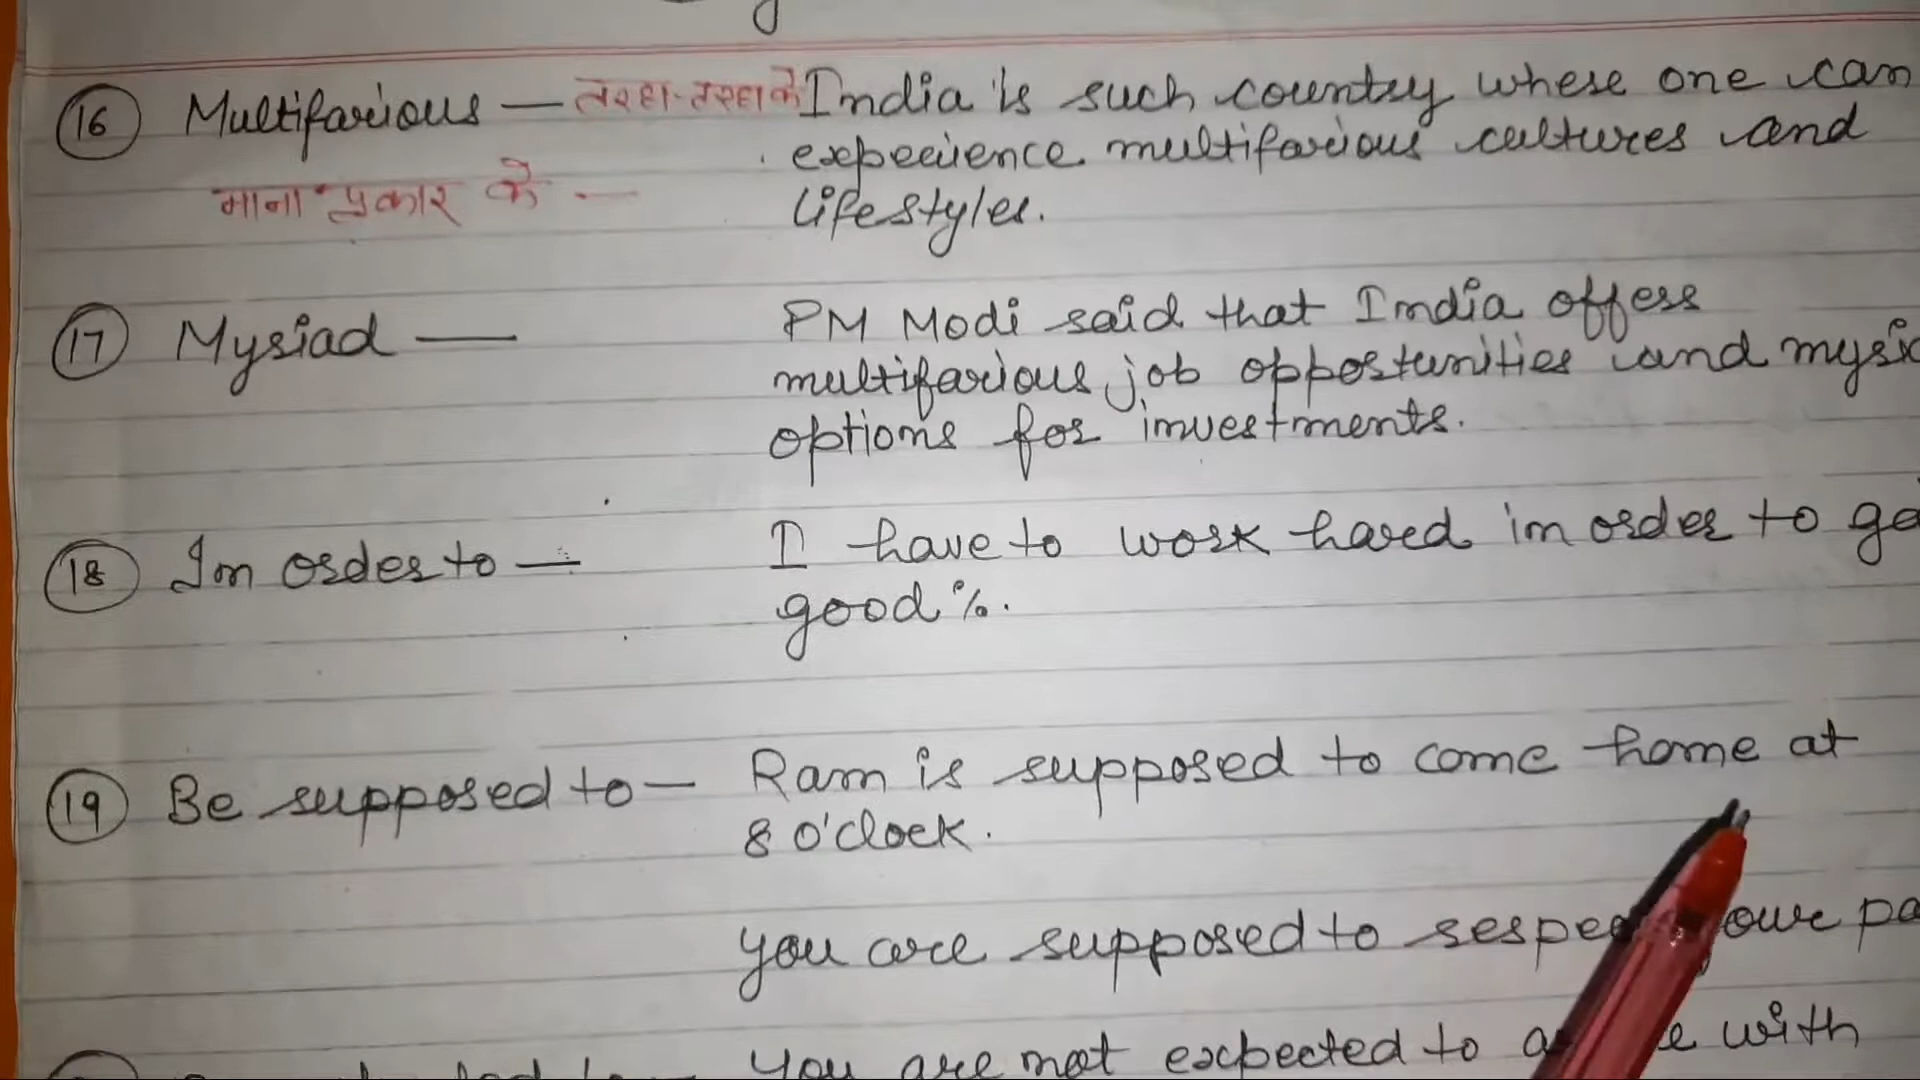 16 Multifarious — तरहा-तरहा के India is such country where one can
माना प्रकार के — experience multifarious cultures and
lifestyles.
17 Mysiad — PM Modi said that India offers
multifarious job opportunities and
options for investments.
18 In order to — I have to work hard in order to
good %.
19 Be supposed to — Ram is supposed to come home at
8 o'clock.
you are supposed to
You are not expected to with